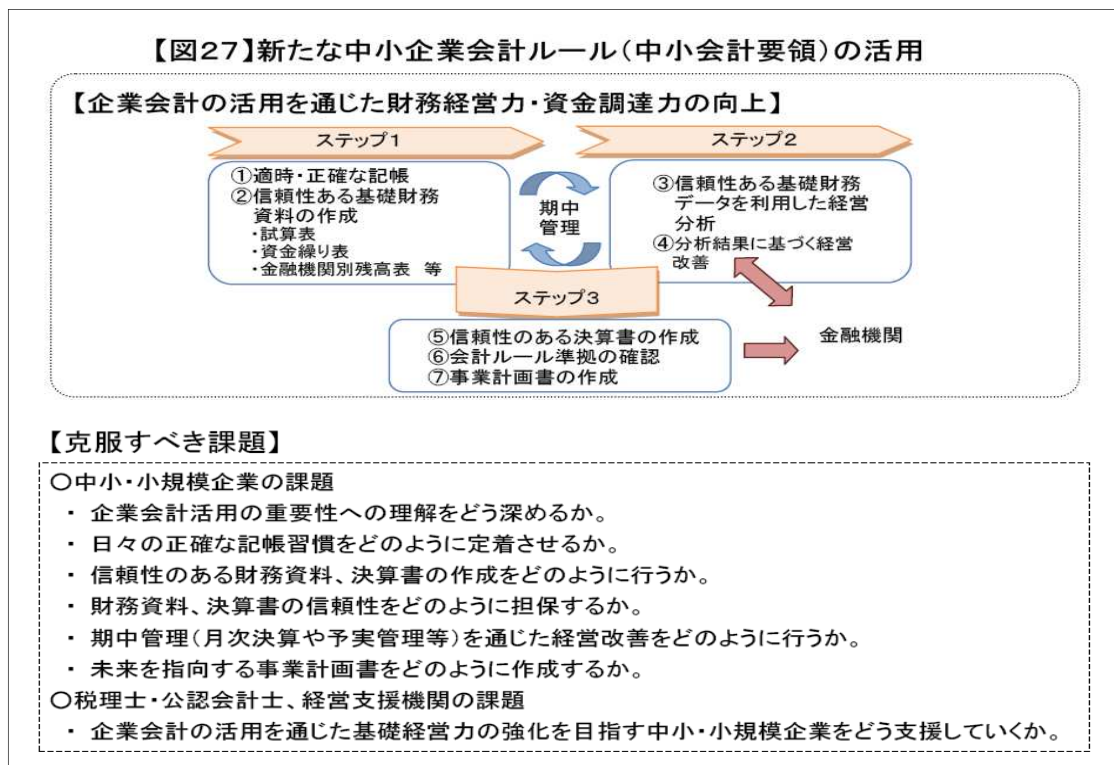 【図27】新たな中小企業会計ルール（中小会計要領）の活用
【企業会計の活用を通じた財務経営力・資金調達力の向上】
ステップ1
①適時・正確な記帳
②信頼性ある基礎財務
資料の作成
・試算表
・資金繰り表
・金融機関別残高表　等
期中
管理
ステップ2
③信頼性ある基礎財務
データを利用した経営
分析
④分析結果に基づく経営
改善
ステップ3
⑤信頼性のある決算書の作成
⑥会計ルール準拠の確認
⑦事業計画書の作成
金融機関
【克服すべき課題】
○中小・小規模企業の課題
・ 企業会計活用の重要性への理解をどう深めるか。
・ 日々の正確な記帳習慣をどのように定着させるか。
・ 信頼性のある財務資料、決算書の作成をどのように行うか。
・ 財務資料、決算書の信頼性をどのように担保するか。
・ 期中管理（月次決算や予実管理等）を通じた経営改善をどのように行うか。
・ 未来を指向する事業計画書をどのように作成するか。
○税理士・公認会計士、経営支援機関の課題
・ 企業会計の活用を通じた基礎経営力の強化を目指す中小・小規模企業をどう支援していくか。